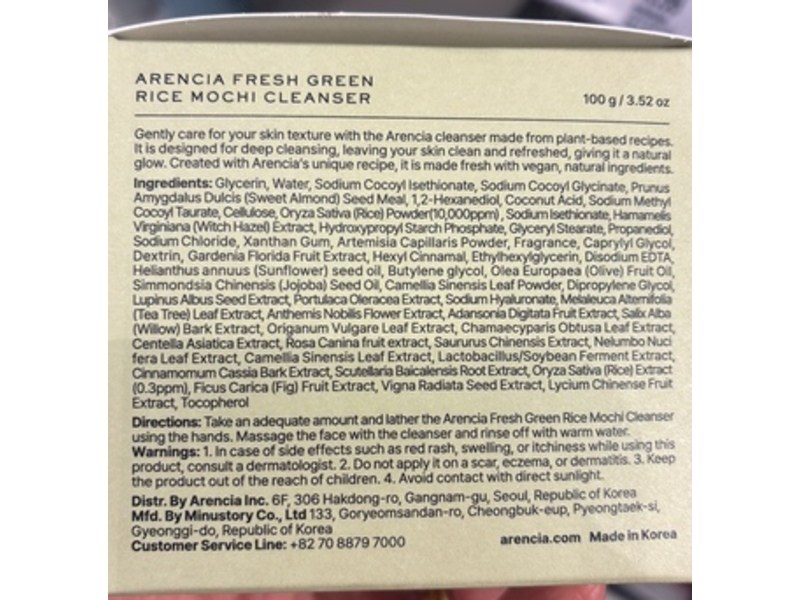 ARENCIA FRESH GREEN
RICE MOCHI CLEANSER
100 g / 3.52 oz
Gently care for your skin texture with the Arencia cleanser made from plant-based recipes.
It is designed for deep cleansing, leaving your skin clean and refreshed, giving it a natural
glow. Created with Arencia's unique recipe, it is made fresh with vegan, natural ingredients.
Ingredients: Glycerin, Water, Sodium Cocoyl Isethionate, Sodium Cocoyl Glycinate, Prunus
Amygdalus Dulcis (Sweet Almond) Seed Meal, 1,2-Hexanediol, Coconut Acid, Sodium Methyl
Cocoyl Taurate, Cellulose, Oryza Sativa (Rice) Powder(10,000ppm) , Sodium Isethionate, Hamamelis
Virginiana (Witch Hazel) Extract, Hydroxypropyl Starch Phosphate, Glyceryl Stearate, Propanediol,
Sodium Chloride, Xanthan Gum, Artemisia Capillaris Powder, Fragrance, Caprylyl Glycol,
Dextrin, Gardenia Florida Fruit Extract, Hexyl Cinnamal, Ethylhexylglycerin, Disodium EDTA,
Helianthus annuus (Sunflower) seed oil, Butylene glycol, Olea Europaea (Olive) Fruit Oil,
Simmondsia Chinensis (Jojoba) Seed Oil, Camellia Sinensis Leaf Powder, Dipropylene Glycol,
Lupinus Albus Seed Extract, Portulaca Oleracea Extract, Sodium Hyaluronate, Melaleuca Alternifolia
(Tea Tree) Leaf Extract, Anthemis Nobilis Flower Extract, Adansonia Digitata Fruit Extract, Salix Alba
(Willow) Bark Extract, Origanum Vulgare Leaf Extract, Chamaecyparis Obtusa Leaf Extract,
Centella Asiatica Extract, Rosa Canina fruit extract, Saururus Chinensis Extract, Nelumbo Nuci
fera Leaf Extract, Camellia Sinensis Leaf Extract, Lactobacillus/Soybean Ferment Extract,
Cinnamomum Cassia Bark Extract, Scutellaria Baicalensis Root Extract, Oryza Sativa (Rice) Extract
(0.3ppm), Ficus Carica (Fig) Fruit Extract, Vigna Radiata Seed Extract, Lycium Chinense Fruit
Extract, Tocopherol
Directions: Take an adequate amount and lather the Arencia Fresh Green Rice Mochi Cleanser
using the hands. Massage the face with the cleanser and rinse off with warm water.
Warnings: 1. In case of side effects such as red rash, swelling, or itchiness while using this
product, consult a dermatologist. 2. Do not apply it on a scar, eczema, or dermatitis. 3. Keep
the product out of the reach of children. 4. Avoid contact with direct sunlight.
Distr. By Arencia Inc. 6F, 306 Hakdong-ro, Gangnam-gu, Seoul, Republic of Korea
Mfd. By Minustory Co., Ltd 133, Goryeomsandan-ro, Cheongbuk-eup, Pyeongtaek-si,
Gyeonggi-do, Republic of Korea
Customer Service Line: +82 70 8879 7000
arencia.com Made in Korea